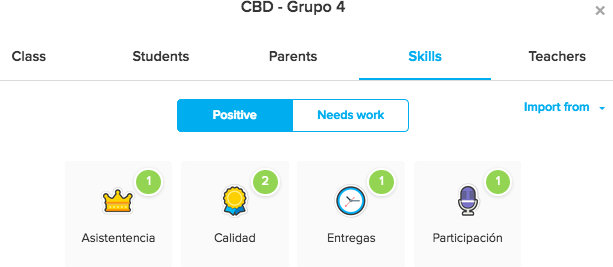 CBD - Grupo 4
×
Class Students Parents Skills Teachers
Positive Needs work Import from
1 2 1 1
Asistentencia Calidad Entregas Participación